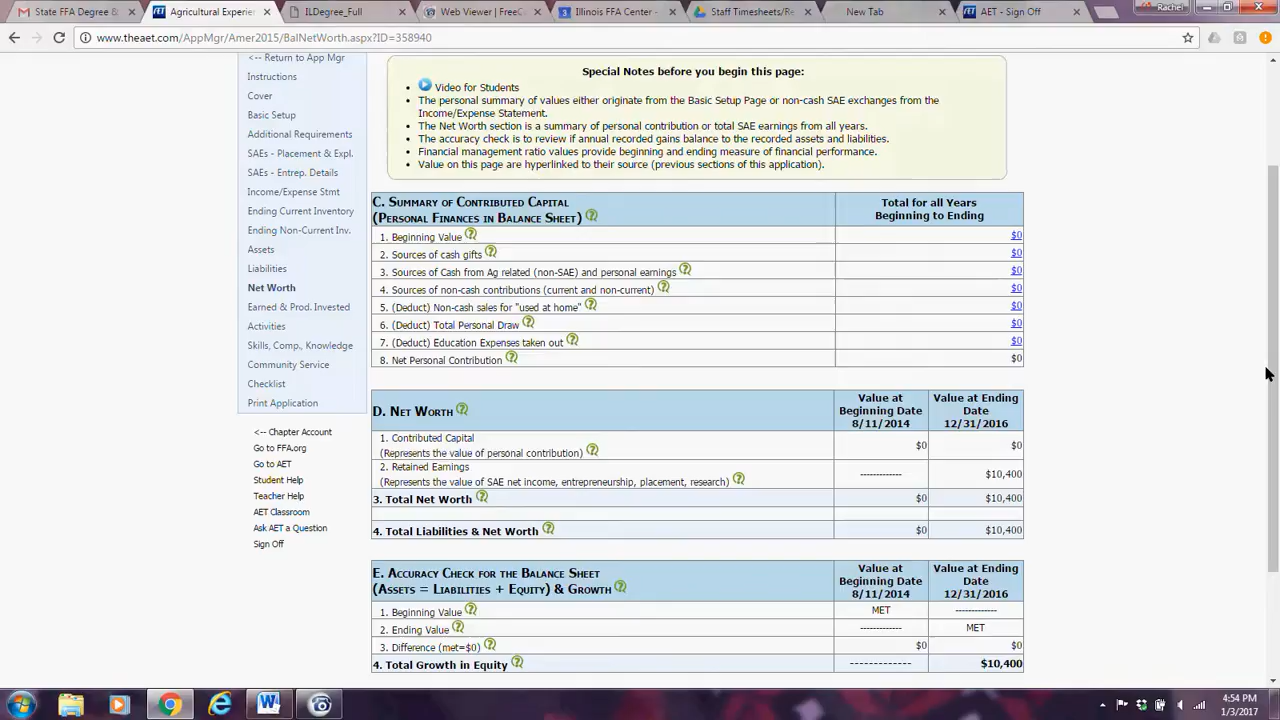 State FFA Degree &
Agricultural Experier
ILDegree_Full
Web Viewer | FreeC
Illinois FFA Center -
Staff Timesheets/Re
New Tab
AET - Sign Off
Rachel
www.theaet.com/AppMgr/Amer2015/BalNetWorth.aspx?ID=358940
<-- Return to App Mgr
Instructions
Cover
Basic Setup
Additional Requirements
SAEs - Placement & Expl.
SAEs - Entrep. Details
Income/Expense Stmt
Ending Current Inventory
Ending Non-Current Inv.
Assets
Liabilities
Net Worth
Earned & Prod. Invested
Activities
Skills, Comp., Knowledge
Community Service
Checklist
Print Application
<-- Chapter Account
Go to FFA.org
Go to AET
Student Help
Teacher Help
AET Classroom
Ask AET a Question
Sign Off
Special Notes before you begin this page:
• Video for Students
• The personal summary of values either originate from the Basic Setup Page or non-cash SAE exchanges from the
Income/Expense Statement.
• The Net Worth section is a summary of personal contribution or total SAE earnings from all years.
• The accuracy check is to review if annual recorded gains balance to the recorded assets and liabilities.
• Financial management ratio values provide beginning and ending measure of financial performance.
• Value on this page are hyperlinked to their source (previous sections of this application).
C. Summary of Contributed Capital
(Personal Finances in Balance Sheet) ?
Total for all Years
Beginning to Ending
1. Beginning Value ? $0
2. Sources of cash gifts ? $0
3. Sources of Cash from Ag related (non-SAE) and personal earnings ? $0
4. Sources of non-cash contributions (current and non-current) ? $0
5. (Deduct) Non-cash sales for "used at home" ? $0
6. (Deduct) Total Personal Draw ? $0
7. (Deduct) Education Expenses taken out ? $0
8. Net Personal Contribution ? $0
D. Net Worth ?
Value at
Beginning Date
8/11/2014
Value at Ending
Date
12/31/2016
1. Contributed Capital
(Represents the value of personal contribution) ? $0 $0
2. Retained Earnings
(Represents the value of SAE net income, entrepreneurship, placement, research) ? ------------ $10,400
3. Total Net Worth ? $0 $10,400
4. Total Liabilities & Net Worth ? $0 $10,400
E. Accuracy Check for the Balance Sheet
(Assets = Liabilities + Equity) & Growth ?
Value at
Beginning Date
8/11/2014
Value at Ending
Date
12/31/2016
1. Beginning Value ? MET ------------
2. Ending Value ? ------------ MET
3. Difference (met=$0) ? $0 $0
4. Total Growth in Equity ? ------------- $10,400
4:54 PM
1/3/2017